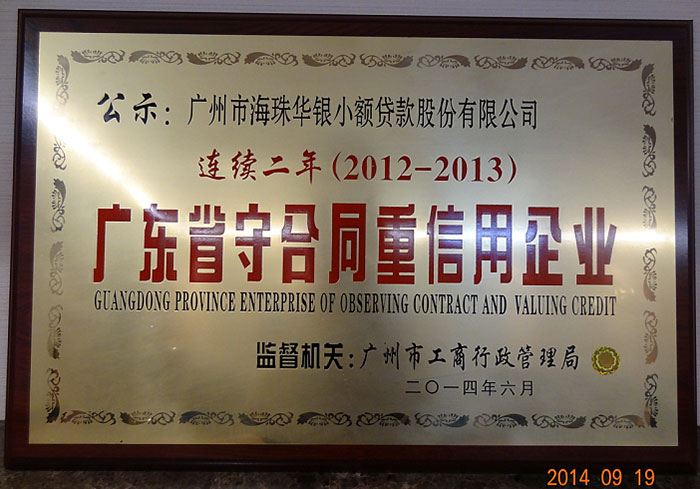 公示：广州市海珠华银小额贷款股份有限公司
连续二年(2012-2013)
广东省守合同重信用企业
GUANGDONG PROVINCE ENTERPRISE OF OBSERVING CONTRACT AND VALUING CREDIT
监督机关：广州市工商行政管理局
二〇一四年六月
2014 09 19